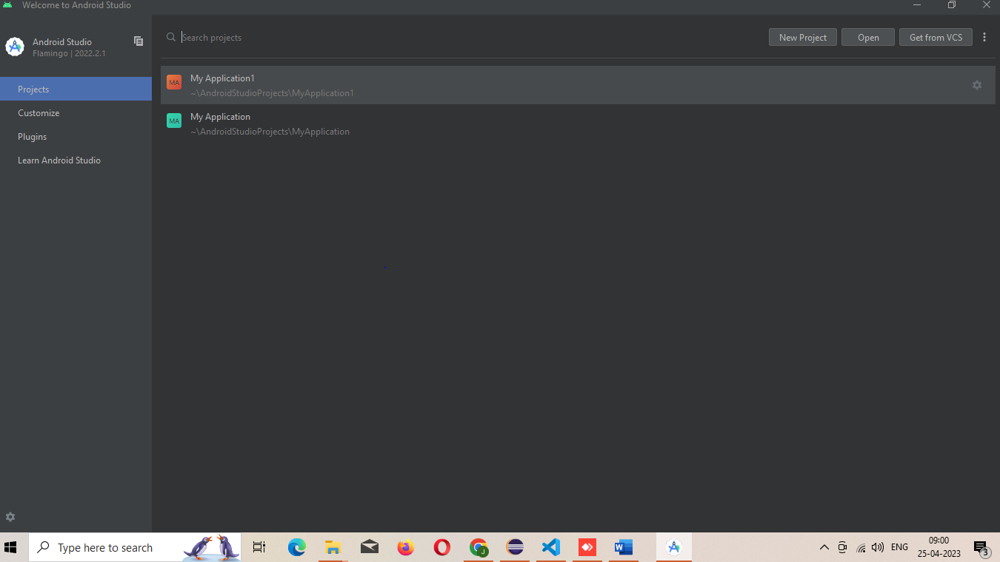 Welcome to Android Studio
Android Studio
Flamingo | 2022.2.1
Projects
Customize
Plugins
Learn Android Studio
Search projects
New Project
Open
Get from VCS
MA
My Application1
~\AndroidStudioProjects\MyApplication1
MA
My Application
~\AndroidStudioProjects\MyApplication
Type here to search
J
W
ENG
09:00
25-04-2023
3